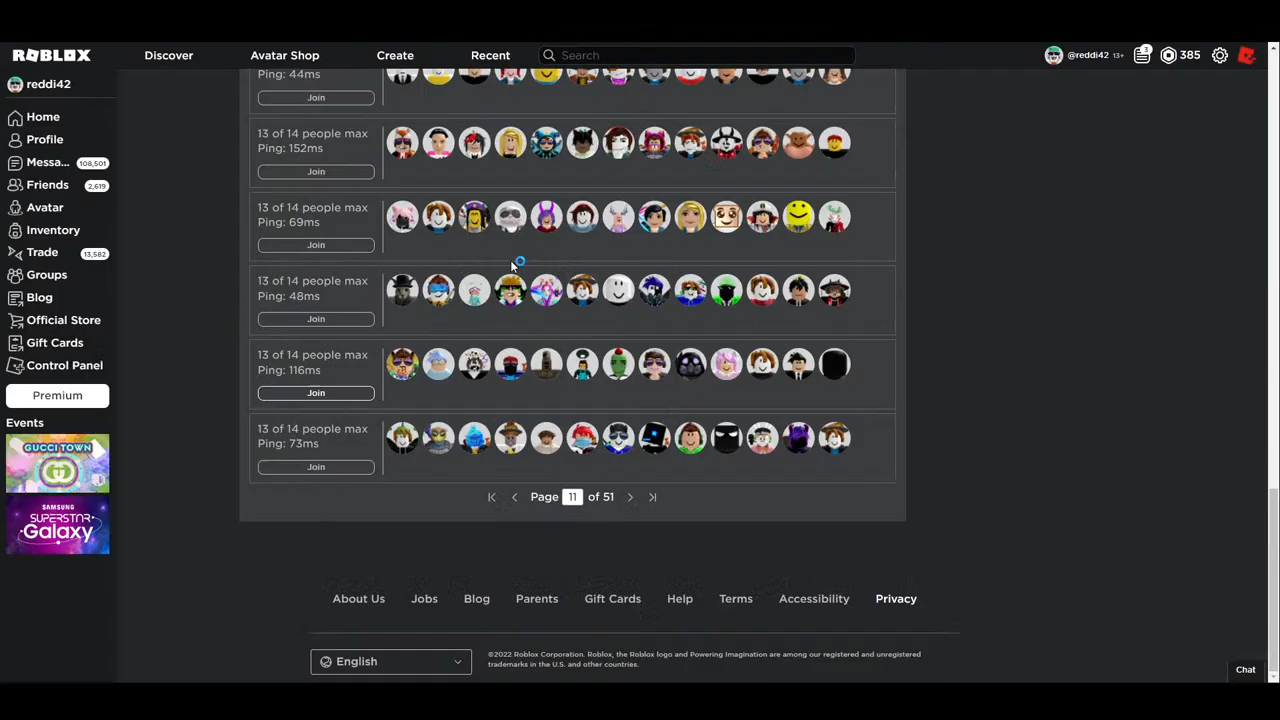 ROBLOX Discover Avatar Shop Create Recent Search @reddi42 13+ 3 385
reddi42
Home
Profile
Messa... 108,501
Friends 2,619
Avatar
Inventory
Trade 13,582
Groups
Blog
Official Store
Gift Cards
Control Panel
Premium
Events
GUCCI TOWN
SAMSUNG
SUPERSTAR
Galaxy
Ping: 44ms
Join
13 of 14 people max
Ping: 152ms
Join
13 of 14 people max
Ping: 69ms
Join
13 of 14 people max
Ping: 48ms
Join
13 of 14 people max
Ping: 116ms
Join
13 of 14 people max
Ping: 73ms
Join
Page 11 of 51
About Us Jobs Blog Parents Gift Cards Help Terms Accessibility Privacy
English
©2022 Roblox Corporation. Roblox, the Roblox logo and Powering Imagination are among our registered and unregistered
trademarks in the U.S. and other countries.
Chat